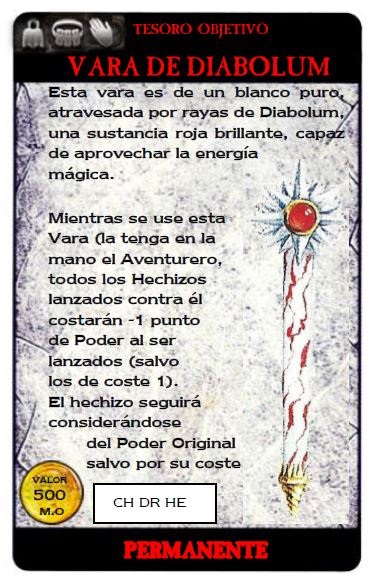 TESORO OBJETIVO
VARA DE DIABOLUM
Esta vara es de un blanco puro,
atravesada por rayas de Diabolum,
una sustancia roja brillante, capaz
de aprovechar la energía
mágica.
Mientras se use esta
Vara (la tenga en la
mano el Aventurero,
todos los Hechizos
lanzados contra él
costarán -1 punto
de Poder al ser
lanzados (salvo
los de coste 1).
El hechizo seguirá
considerándose
del Poder Original
salvo por su coste
VALOR
500
M.O
CH DR HE
PERMANENTE